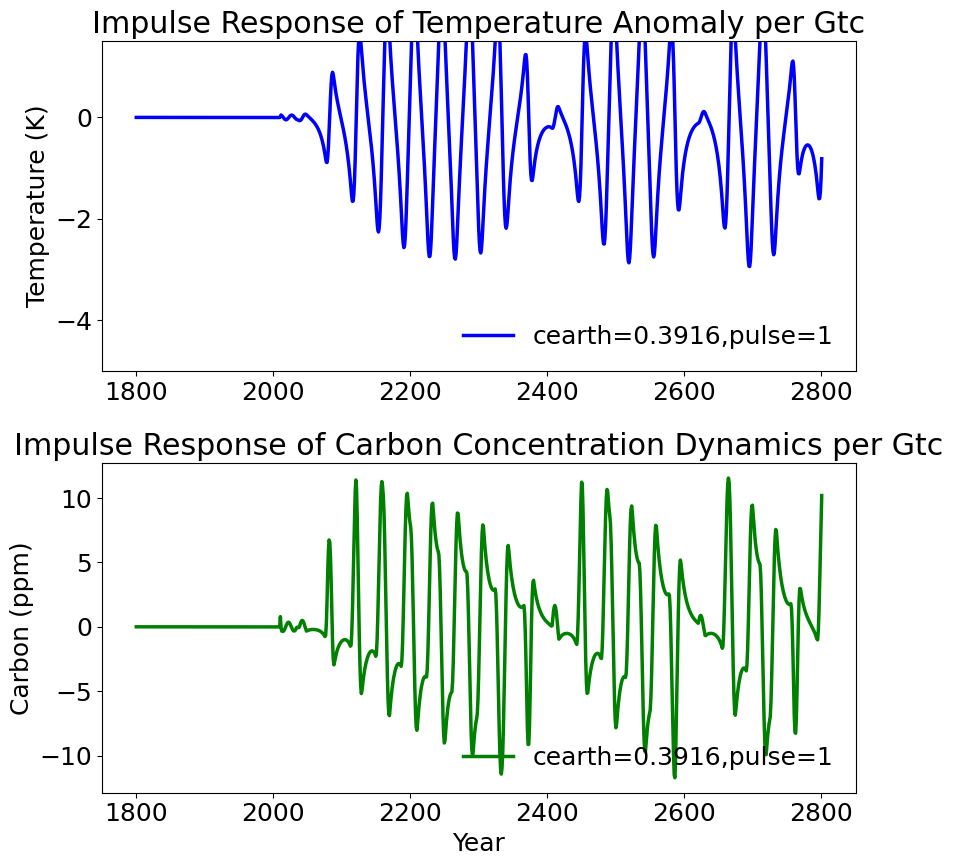 Impulse Response of Temperature Anomaly per Gtc
Temperature (K)
0
−2
−4
cearth=0.3916,pulse=1
1800 2000 2200 2400 2600 2800
Impulse Response of Carbon Concentration Dynamics per Gtc
Carbon (ppm)
10
5
0
−5
−10
cearth=0.3916,pulse=1
1800 2000 2200 2400 2600 2800
Year